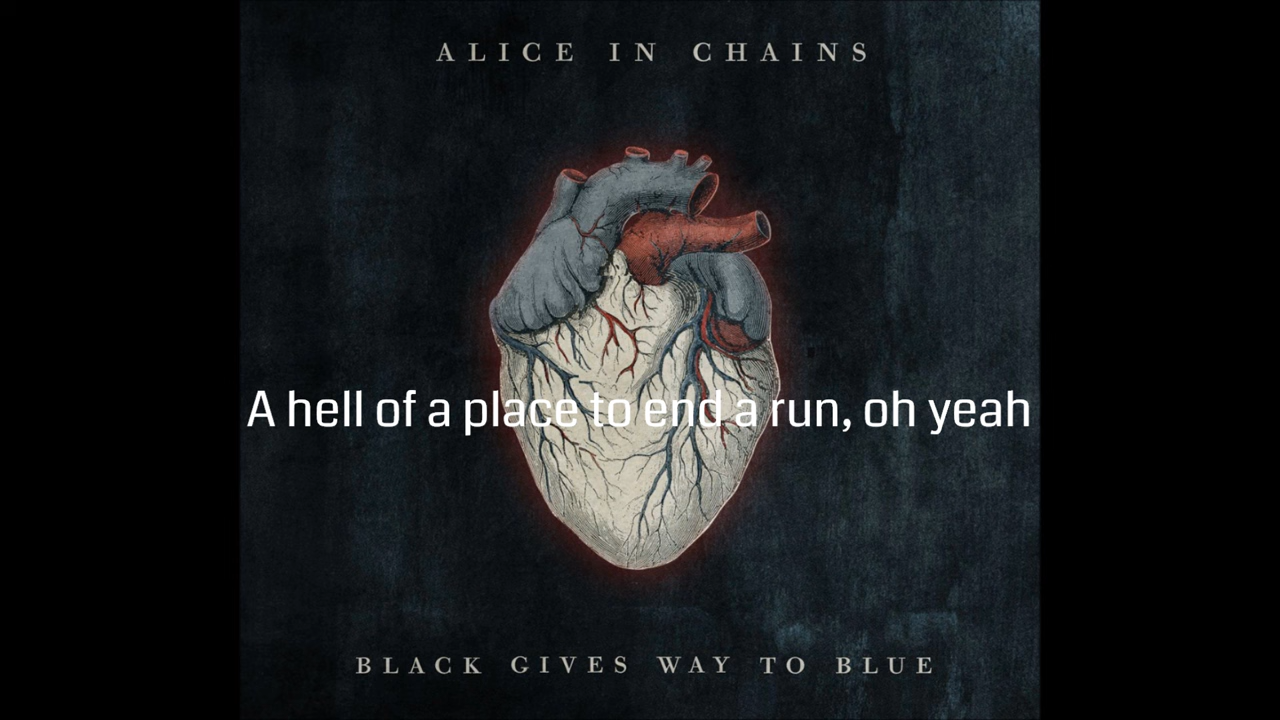 ALICE IN CHAINS
A hell of a place to end a run, oh yeah
BLACK GIVES WAY TO BLUE